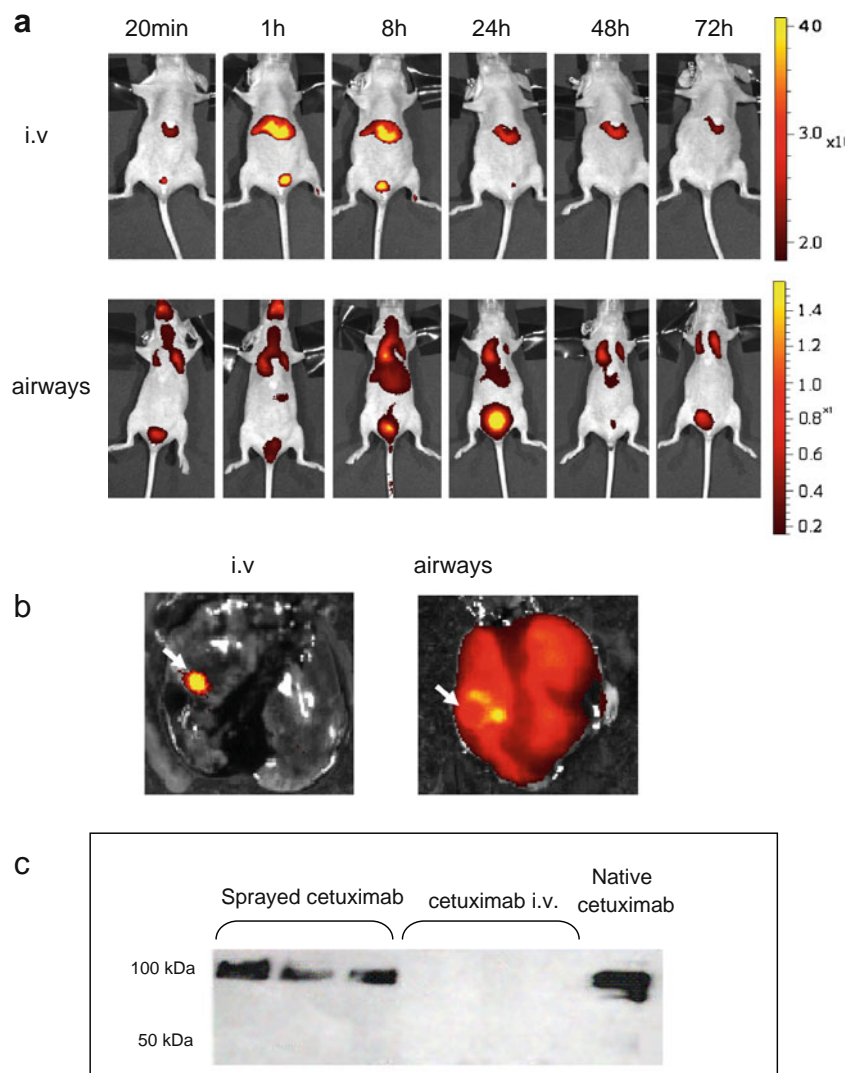 a
20min 1h 8h 24h 48h 72h
i.v
40
3.0
x10
2.0
airways
1.4
1.2
1.0
0.8
0.6
0.4
0.2
b
i.v airways
c
Sprayed cetuximab
cetuximab i.v.
Native
cetuximab
100 kDa
50 kDa